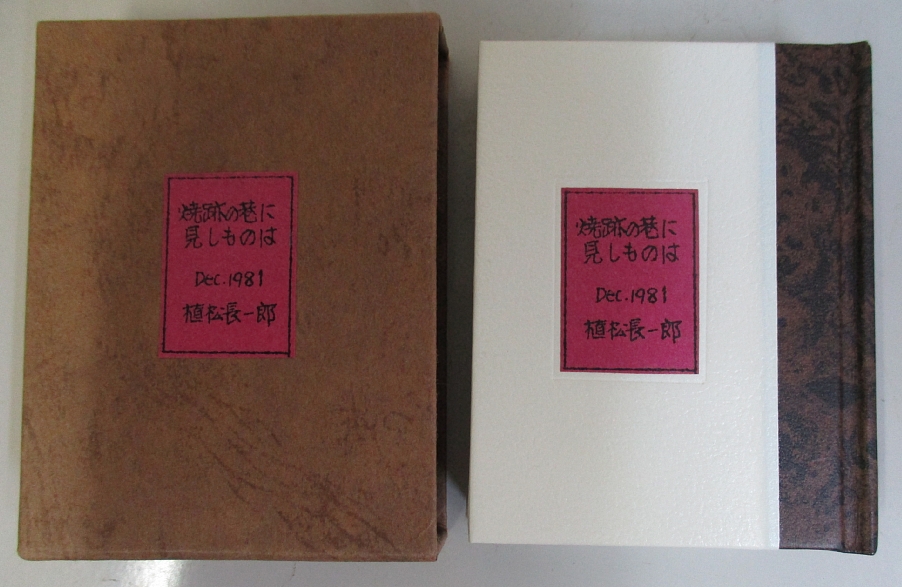 焼跡の巷に
見しものは
Dec.1981
植松長一郎
焼跡の巷に
見しものは
Dec.1981
植松長一郎